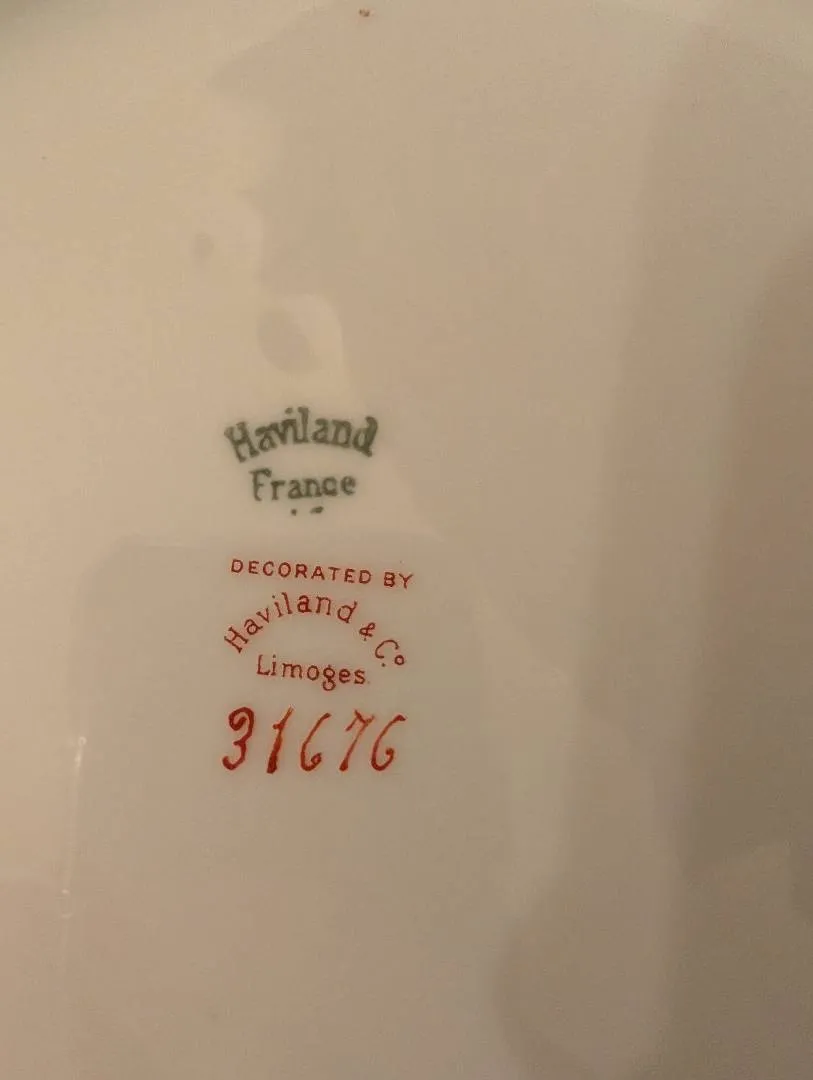 Haviland
France
DECORATED BY
Haviland & Co
Limoges
31676